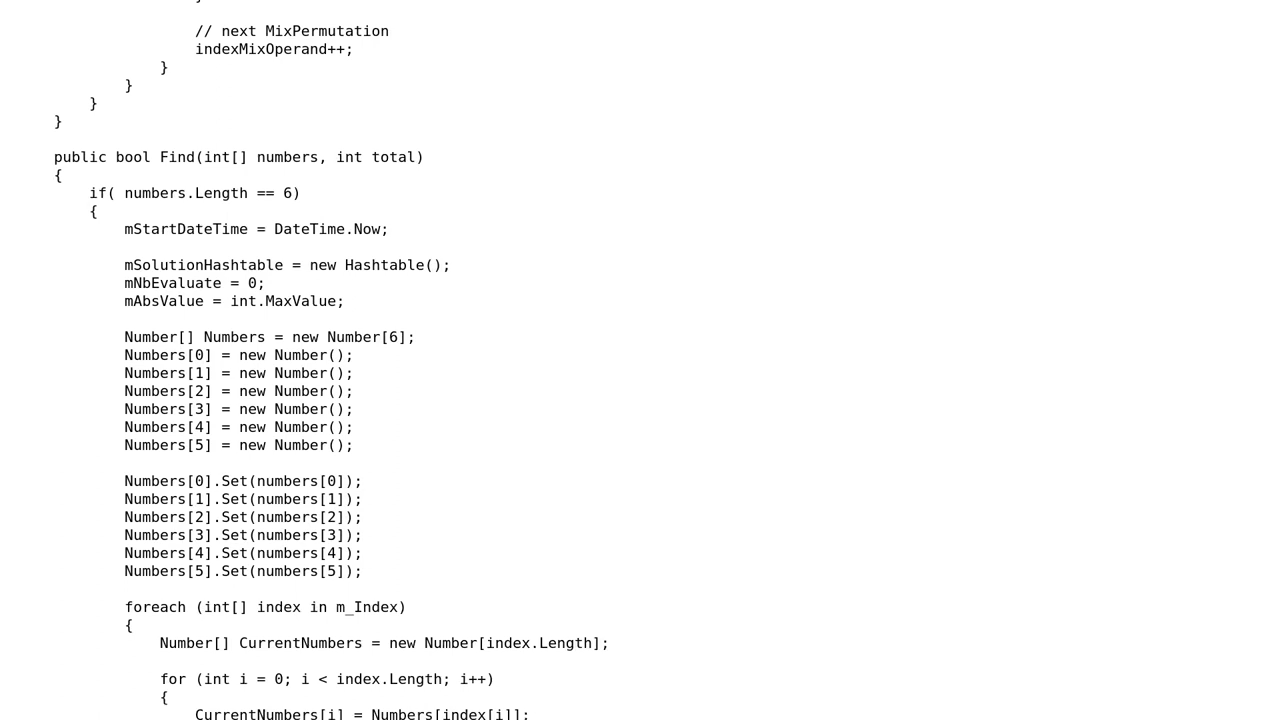 }
// next MixPermutation
indexMixOperand++;
}
}
}
}
public bool Find(int[] numbers, int total)
{
if( numbers.Length == 6)
{
mStartDateTime = DateTime.Now;
mSolutionHashtable = new Hashtable();
mNbEvaluate = 0;
mAbsValue = int.MaxValue;
Number[] Numbers = new Number[6];
Numbers[0] = new Number();
Numbers[1] = new Number();
Numbers[2] = new Number();
Numbers[3] = new Number();
Numbers[4] = new Number();
Numbers[5] = new Number();
Numbers[0].Set(numbers[0]);
Numbers[1].Set(numbers[1]);
Numbers[2].Set(numbers[2]);
Numbers[3].Set(numbers[3]);
Numbers[4].Set(numbers[4]);
Numbers[5].Set(numbers[5]);
foreach (int[] index in m_Index)
{
Number[] CurrentNumbers = new Number[index.Length];
for (int i = 0; i < index.Length; i++)
{
CurrentNumbers[i] = Numbers[index[i]];